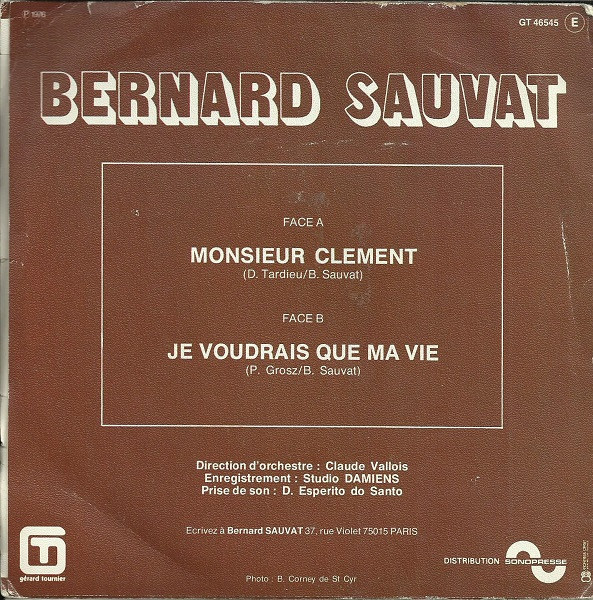 P 1976
GT 46545 E
BERNARD SAUVAT
FACE A
MONSIEUR CLEMENT
(D. Tardieu/B. Sauvat)
FACE B
JE VOUDRAIS QUE MA VIE
(P. Grosz/B. Sauvat)
Direction d'orchestre : Claude Vallois
Enregistrement : Studio DAMIENS
Prise de son : D. Esperito do Santo
Ecrivez à Bernard SAUVAT 37, rue Violet 75015 PARIS
gérard tournier
DISTRIBUTION SONOPRESSE
Photo : B. Corney de St Cyr